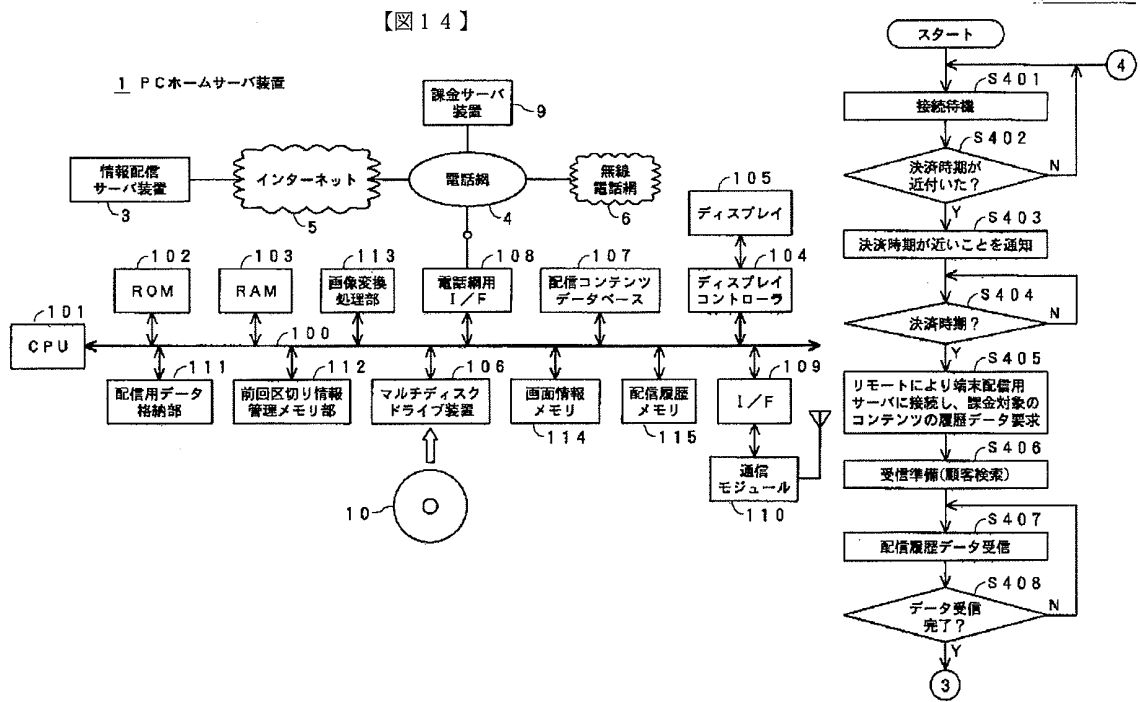 【図14】
1 PCホームサーバ装置
課金サーバ
装置
9
情報配信
サーバ装置
3
インターネット
5
電話網
4
無線
電話網
6
105
ディスプレイ
102
ROM
103
RAM
113
画像変換
処理部
108
電話網用
I/F
107
配信コンテンツ
データベース
104
ディスプレイ
コントローラ
101
CPU
100
111
配信用データ
格納部
112
前回区切り情報
管理メモリ部
106
マルチディスク
ドライブ装置
画面情報
メモリ
114
配信履歴
メモリ
115
109
I/F
通信
モジュール
110
10
スタート
4
S401
接続待機
S402
決済時期が
近付いた?
N
Y
S403
決済時期が近いことを通知
S404
決済時期?
N
Y
S405
リモートにより端末配信用
サーバに接続し、課金対象の
コンテンツの履歴データ要求
S406
受信準備(顧客検索)
S407
配信履歴データ受信
S408
データ受信
完了?
N
Y
3